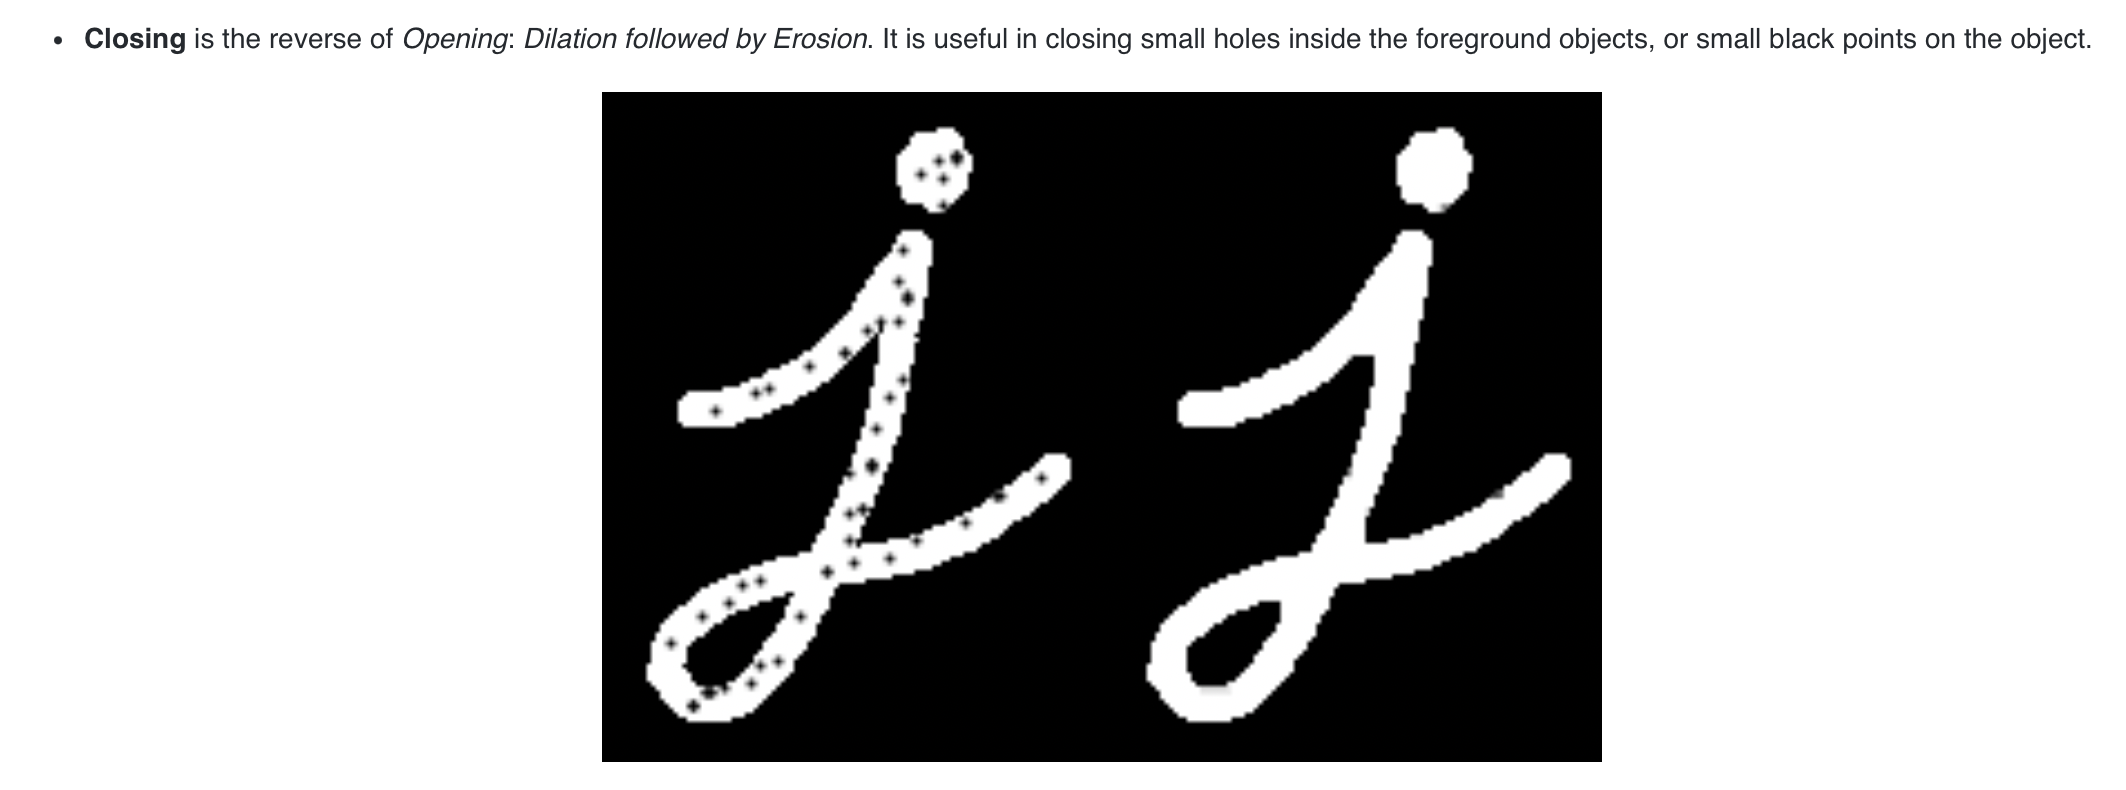 • Closing is the reverse of Opening: Dilation followed by Erosion. It is useful in closing small holes inside the foreground objects, or small black points on the object.
j j